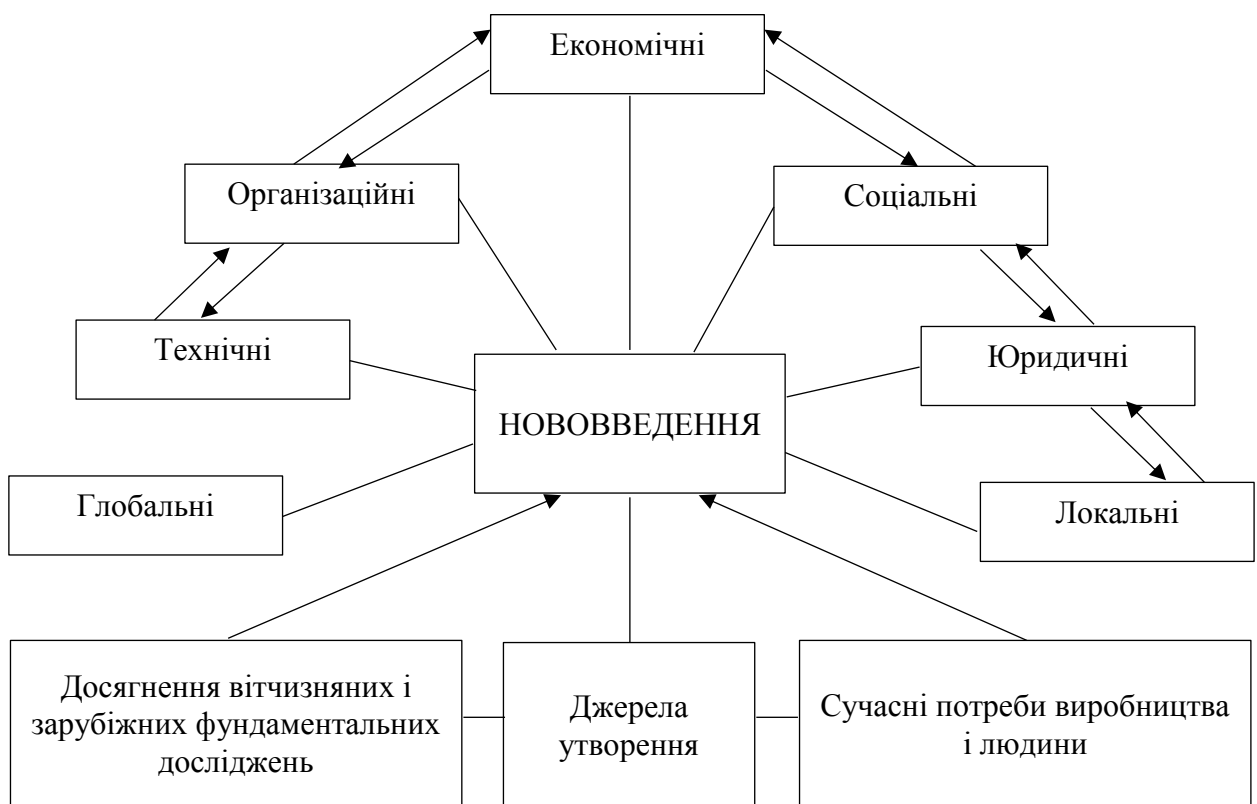 Економічні
Організаційні
Соціальні
Технічні
Юридичні
НОВОВВЕДЕННЯ
Глобальні
Локальні
Досягнення вітчизняних і
зарубіжних фундаментальних
досліджень
Джерела
утворення
Сучасні потреби виробництва
і людини